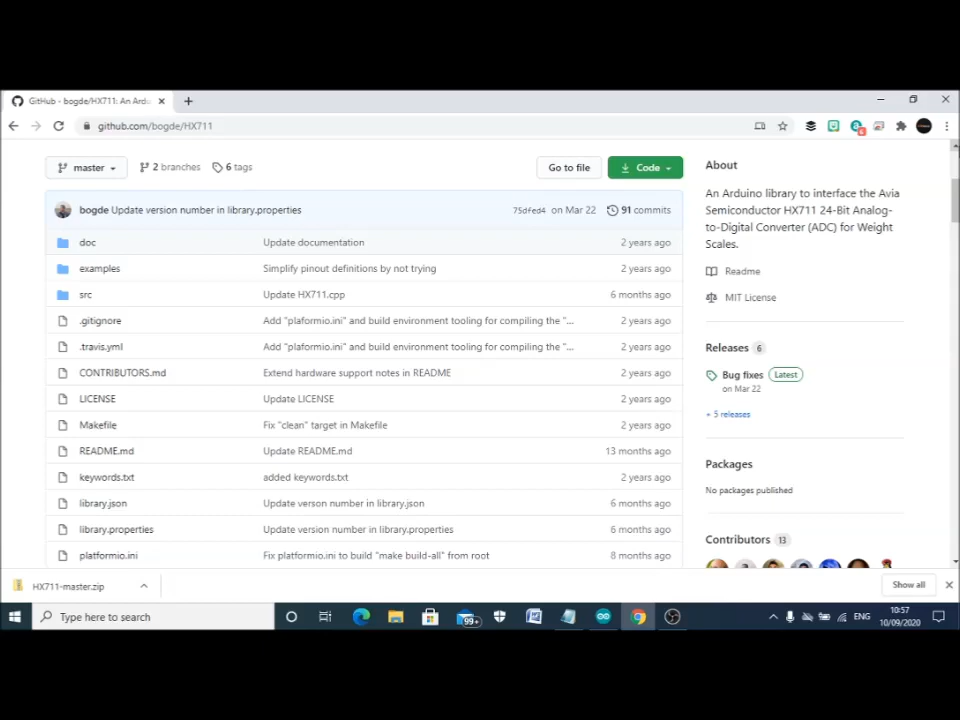 GitHub - bogde/HX711: An Ardu
github.com/bogde/HX711
master
2 branches
6 tags
Go to file
Code
bogde Update version number in library.properties
75dfed4 on Mar 22
91 commits
doc Update documentation 2 years ago
examples Simplify pinout definitions by not trying 2 years ago
src Update HX711.cpp 6 months ago
.gitignore Add "plaformio.ini" and build environment tooling for compiling the "... 2 years ago
.travis.yml Add "plaformio.ini" and build environment tooling for compiling the "... 2 years ago
CONTRIBUTORS.md Extend hardware support notes in README 2 years ago
LICENSE Update LICENSE 2 years ago
Makefile Fix "clean" target in Makefile 2 years ago
README.md Update README.md 13 months ago
keywords.txt added keywords.txt 2 years ago
library.json Update verson number in library.json 6 months ago
library.properties Update version number in library.properties 6 months ago
platformio.ini Fix platformio.ini to build "make build-all" from root 8 months ago
About
An Arduino library to interface the Avia
Semiconductor HX711 24-Bit Analog-
to-Digital Converter (ADC) for Weight
Scales.
Readme
MIT License
Releases 6
Bug fixes Latest
on Mar 22
+ 5 releases
Packages
No packages published
Contributors 13
HX711-master.zip
Show all
Type here to search
99+
ENG
10:57
10/09/2020